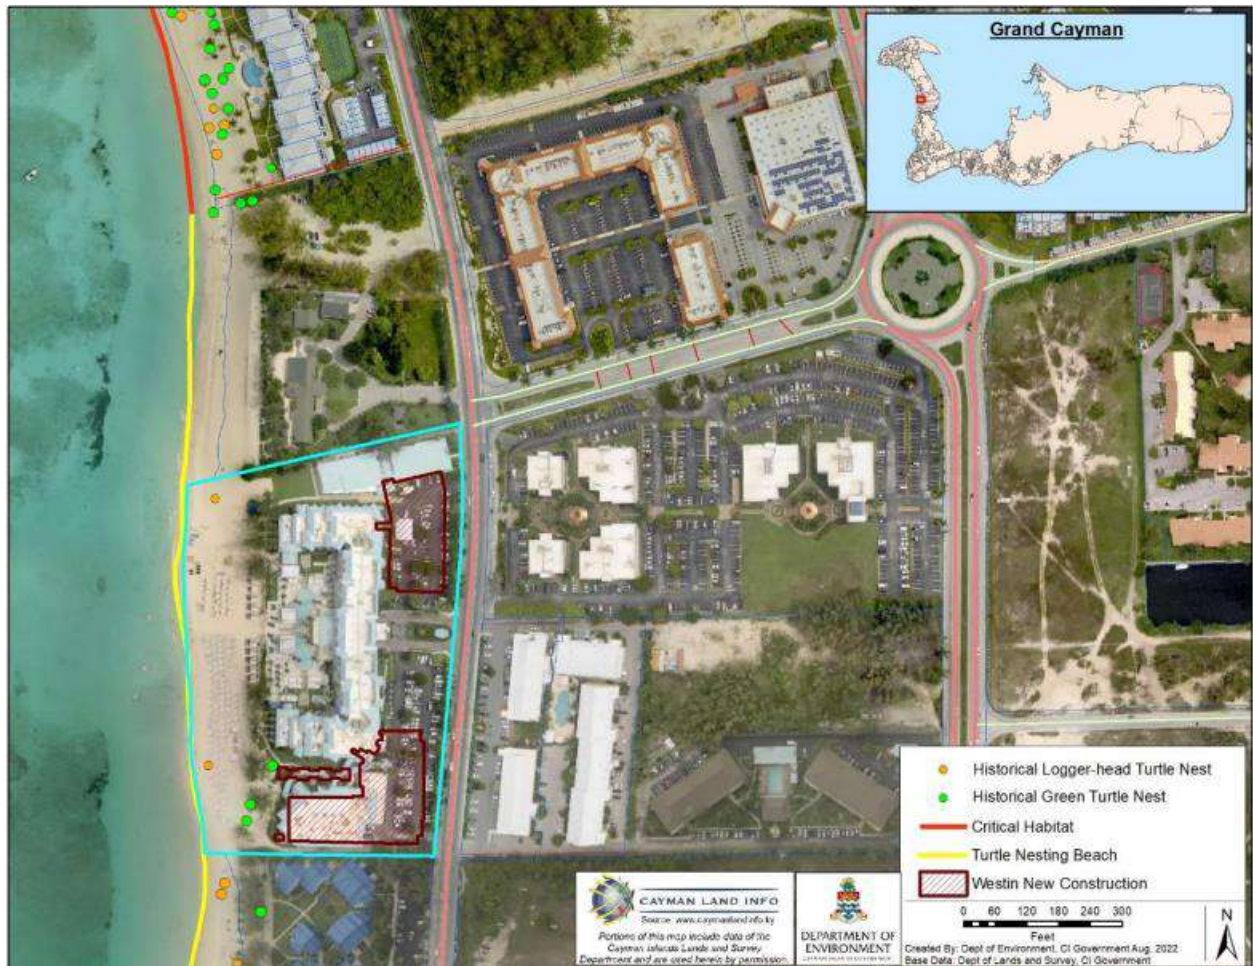 Grand Cayman
Historical Logger-head Turtle Nest
Historical Green Turtle Nest
Critical Habitat
Turtle Nesting Beach
Westin New Construction
0 60 120 180 240 300
Feet
N
Created By: Dept of Environment, CI Government Aug. 2022
Base Data: Dept of Lands and Survey, CI Government
CAYMAN LAND INFO
Source: www.caymanland.info.ky
Portions of this map include data of the
Cayman Islands Lands and Survey
Department and are used herein by permission.
DEPARTMENT OF
ENVIRONMENT